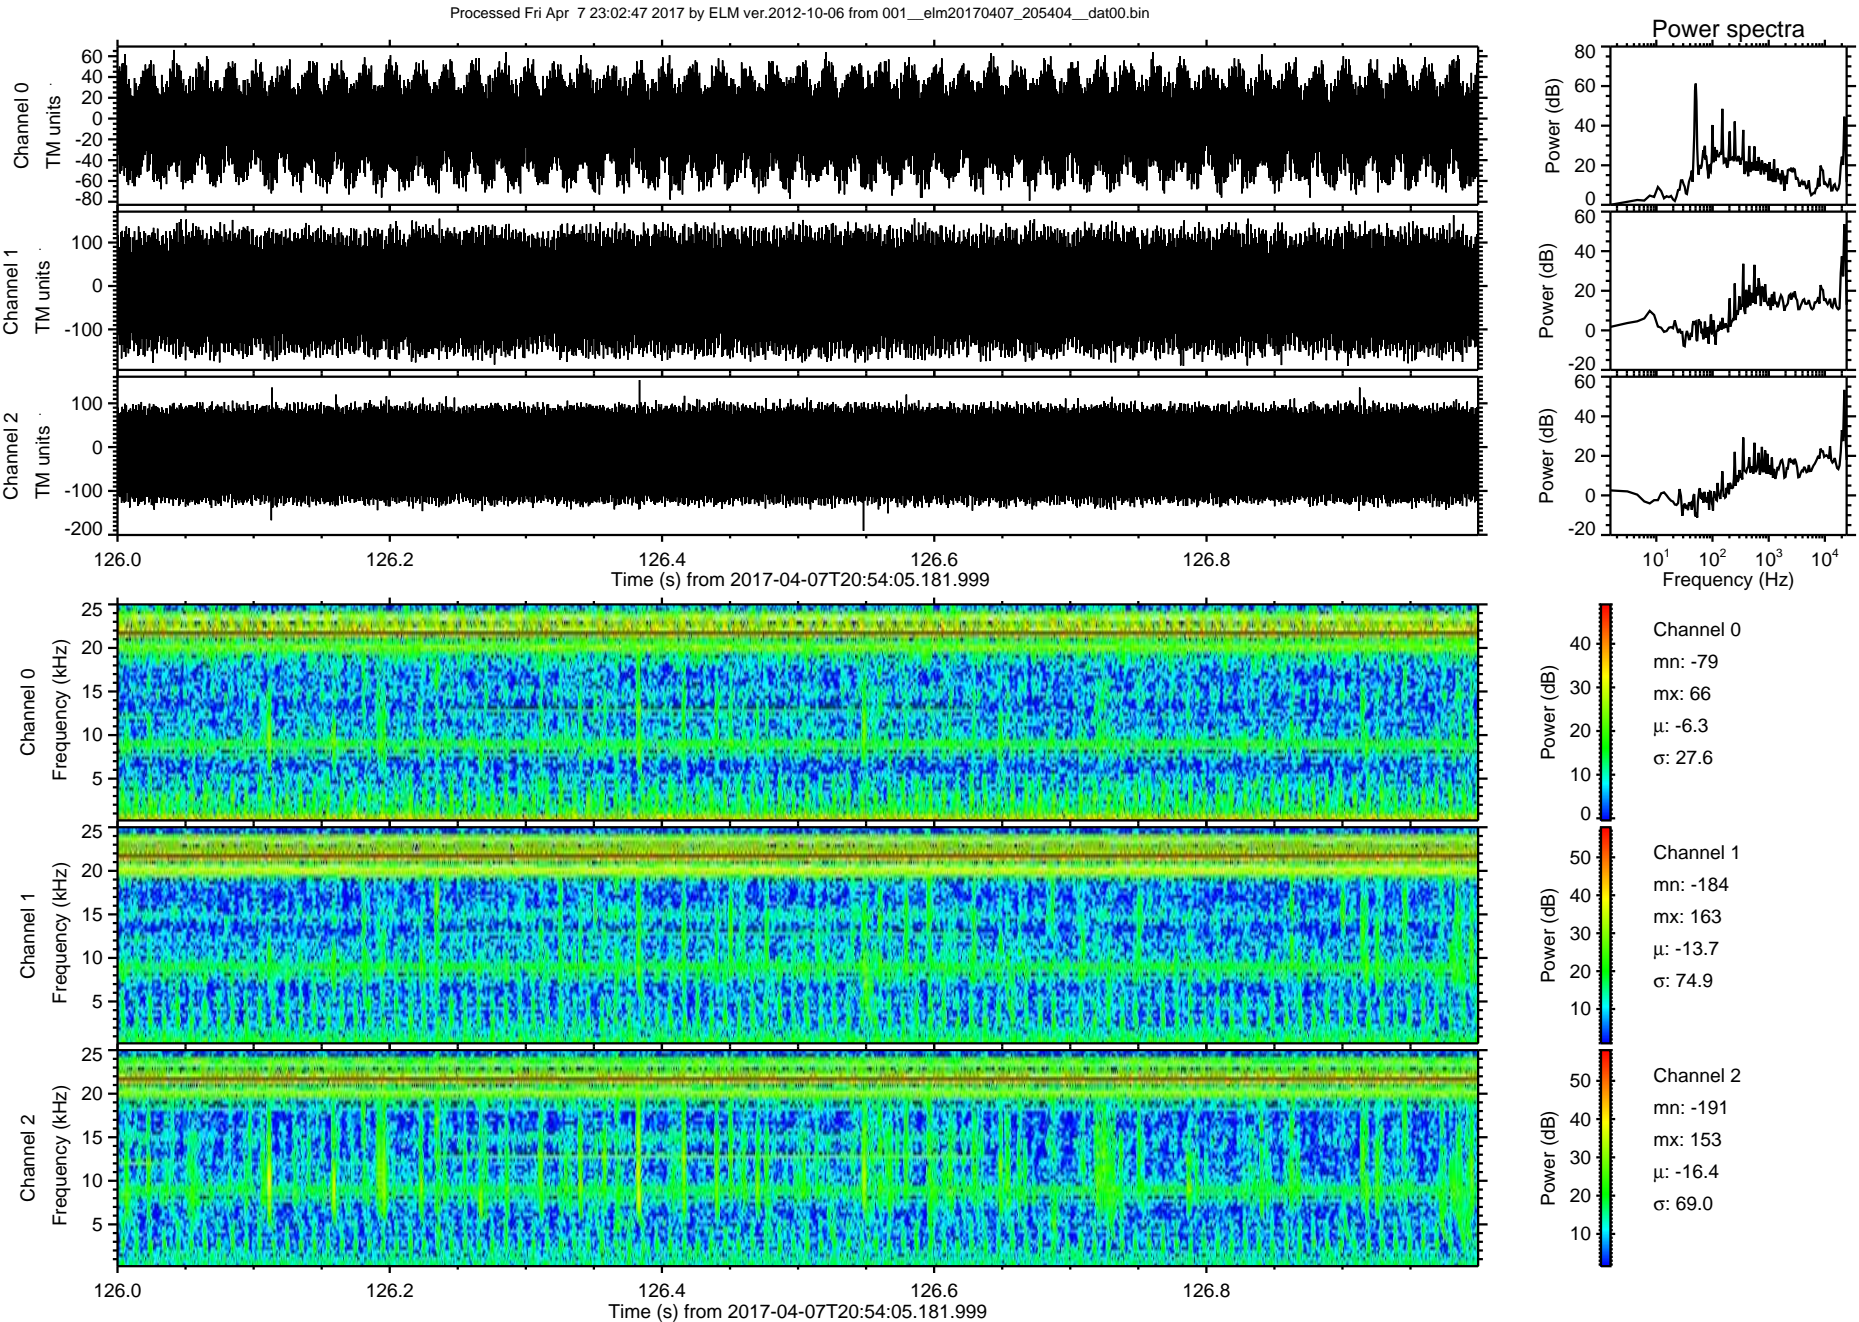 Processed Fri Apr  7 23:02:47 2017 by ELM ver.2012-10-06 from 001__elm20170407_205404__dat00.bin
Power spectra
Channel 0
TM units
60
40
20
0
-20
-40
-60
-80
Power (dB)
80
60
40
20
0
Channel 1
TM units
100
0
-100
Power (dB)
60
40
20
0
-20
Channel 2
TM units
100
0
-100
-200
Power (dB)
60
40
20
0
-20
126.0 126.2 126.4 126.6 126.8
Time (s) from 2017-04-07T20:54:05.181.999
10^1 10^2 10^3 10^4
Frequency (Hz)
Channel 0
Frequency (kHz)
25
20
15
10
5
Power (dB)
40
30
20
10
0
Channel 0
mn: -79
mx: 66
μ: -6.3
σ: 27.6
Channel 1
Frequency (kHz)
25
20
15
10
5
Power (dB)
50
40
30
20
10
Channel 1
mn: -184
mx: 163
μ: -13.7
σ: 74.9
Channel 2
Frequency (kHz)
25
20
15
10
5
Power (dB)
50
40
30
20
10
Channel 2
mn: -191
mx: 153
μ: -16.4
σ: 69.0
126.0 126.2 126.4 126.6 126.8
Time (s) from 2017-04-07T20:54:05.181.999